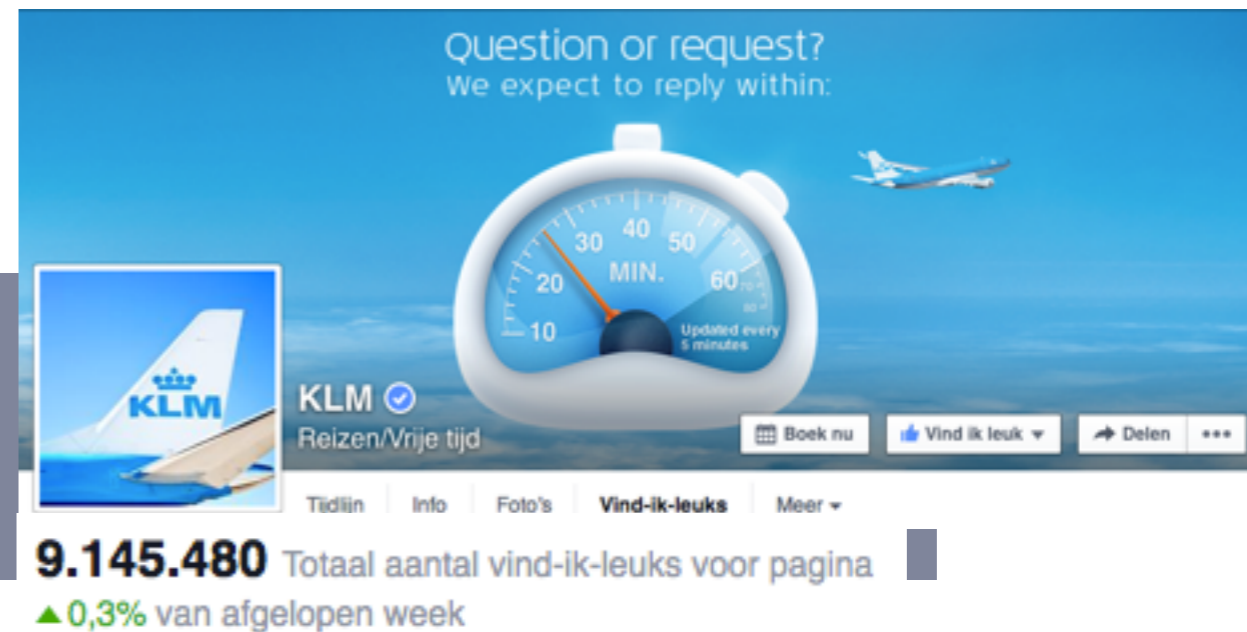 Question or request?
We expect to reply within:
10 20 30 40 50 60 70
MIN.
Updated every
5 minutes
KLM
KLM
Reizen/Vrije tijd
Boek nu
Vind ik leuk
Delen
Tijdlijn Info Foto's Vind-ik-leuks Meer
9.145.480 Totaal aantal vind-ik-leuks voor pagina
0,3% van afgelopen week